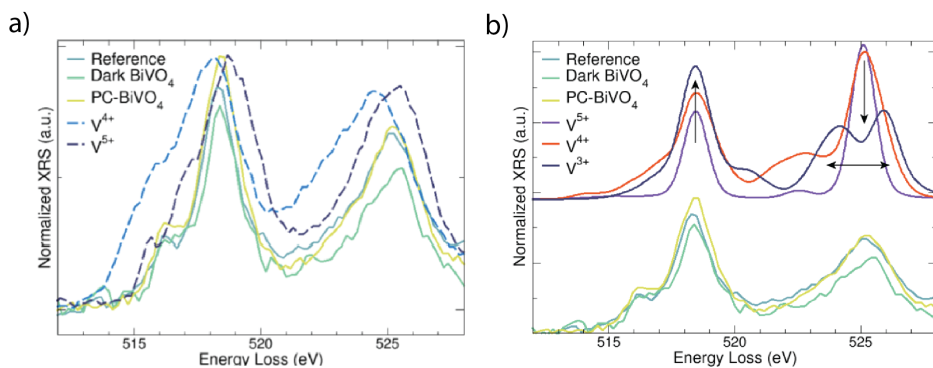 a)
Normalized XRS (a.u.)
Reference
Dark BiVO₄
PC-BiVO₄
V⁴⁺
V⁵⁺
515
520
525
Energy Loss (eV)
b)
Normalized XRS (a.u.)
Reference
Dark BiVO₄
PC-BiVO₄
V⁵⁺
V⁴⁺
V³⁺
515
520
525
Energy Loss (eV)